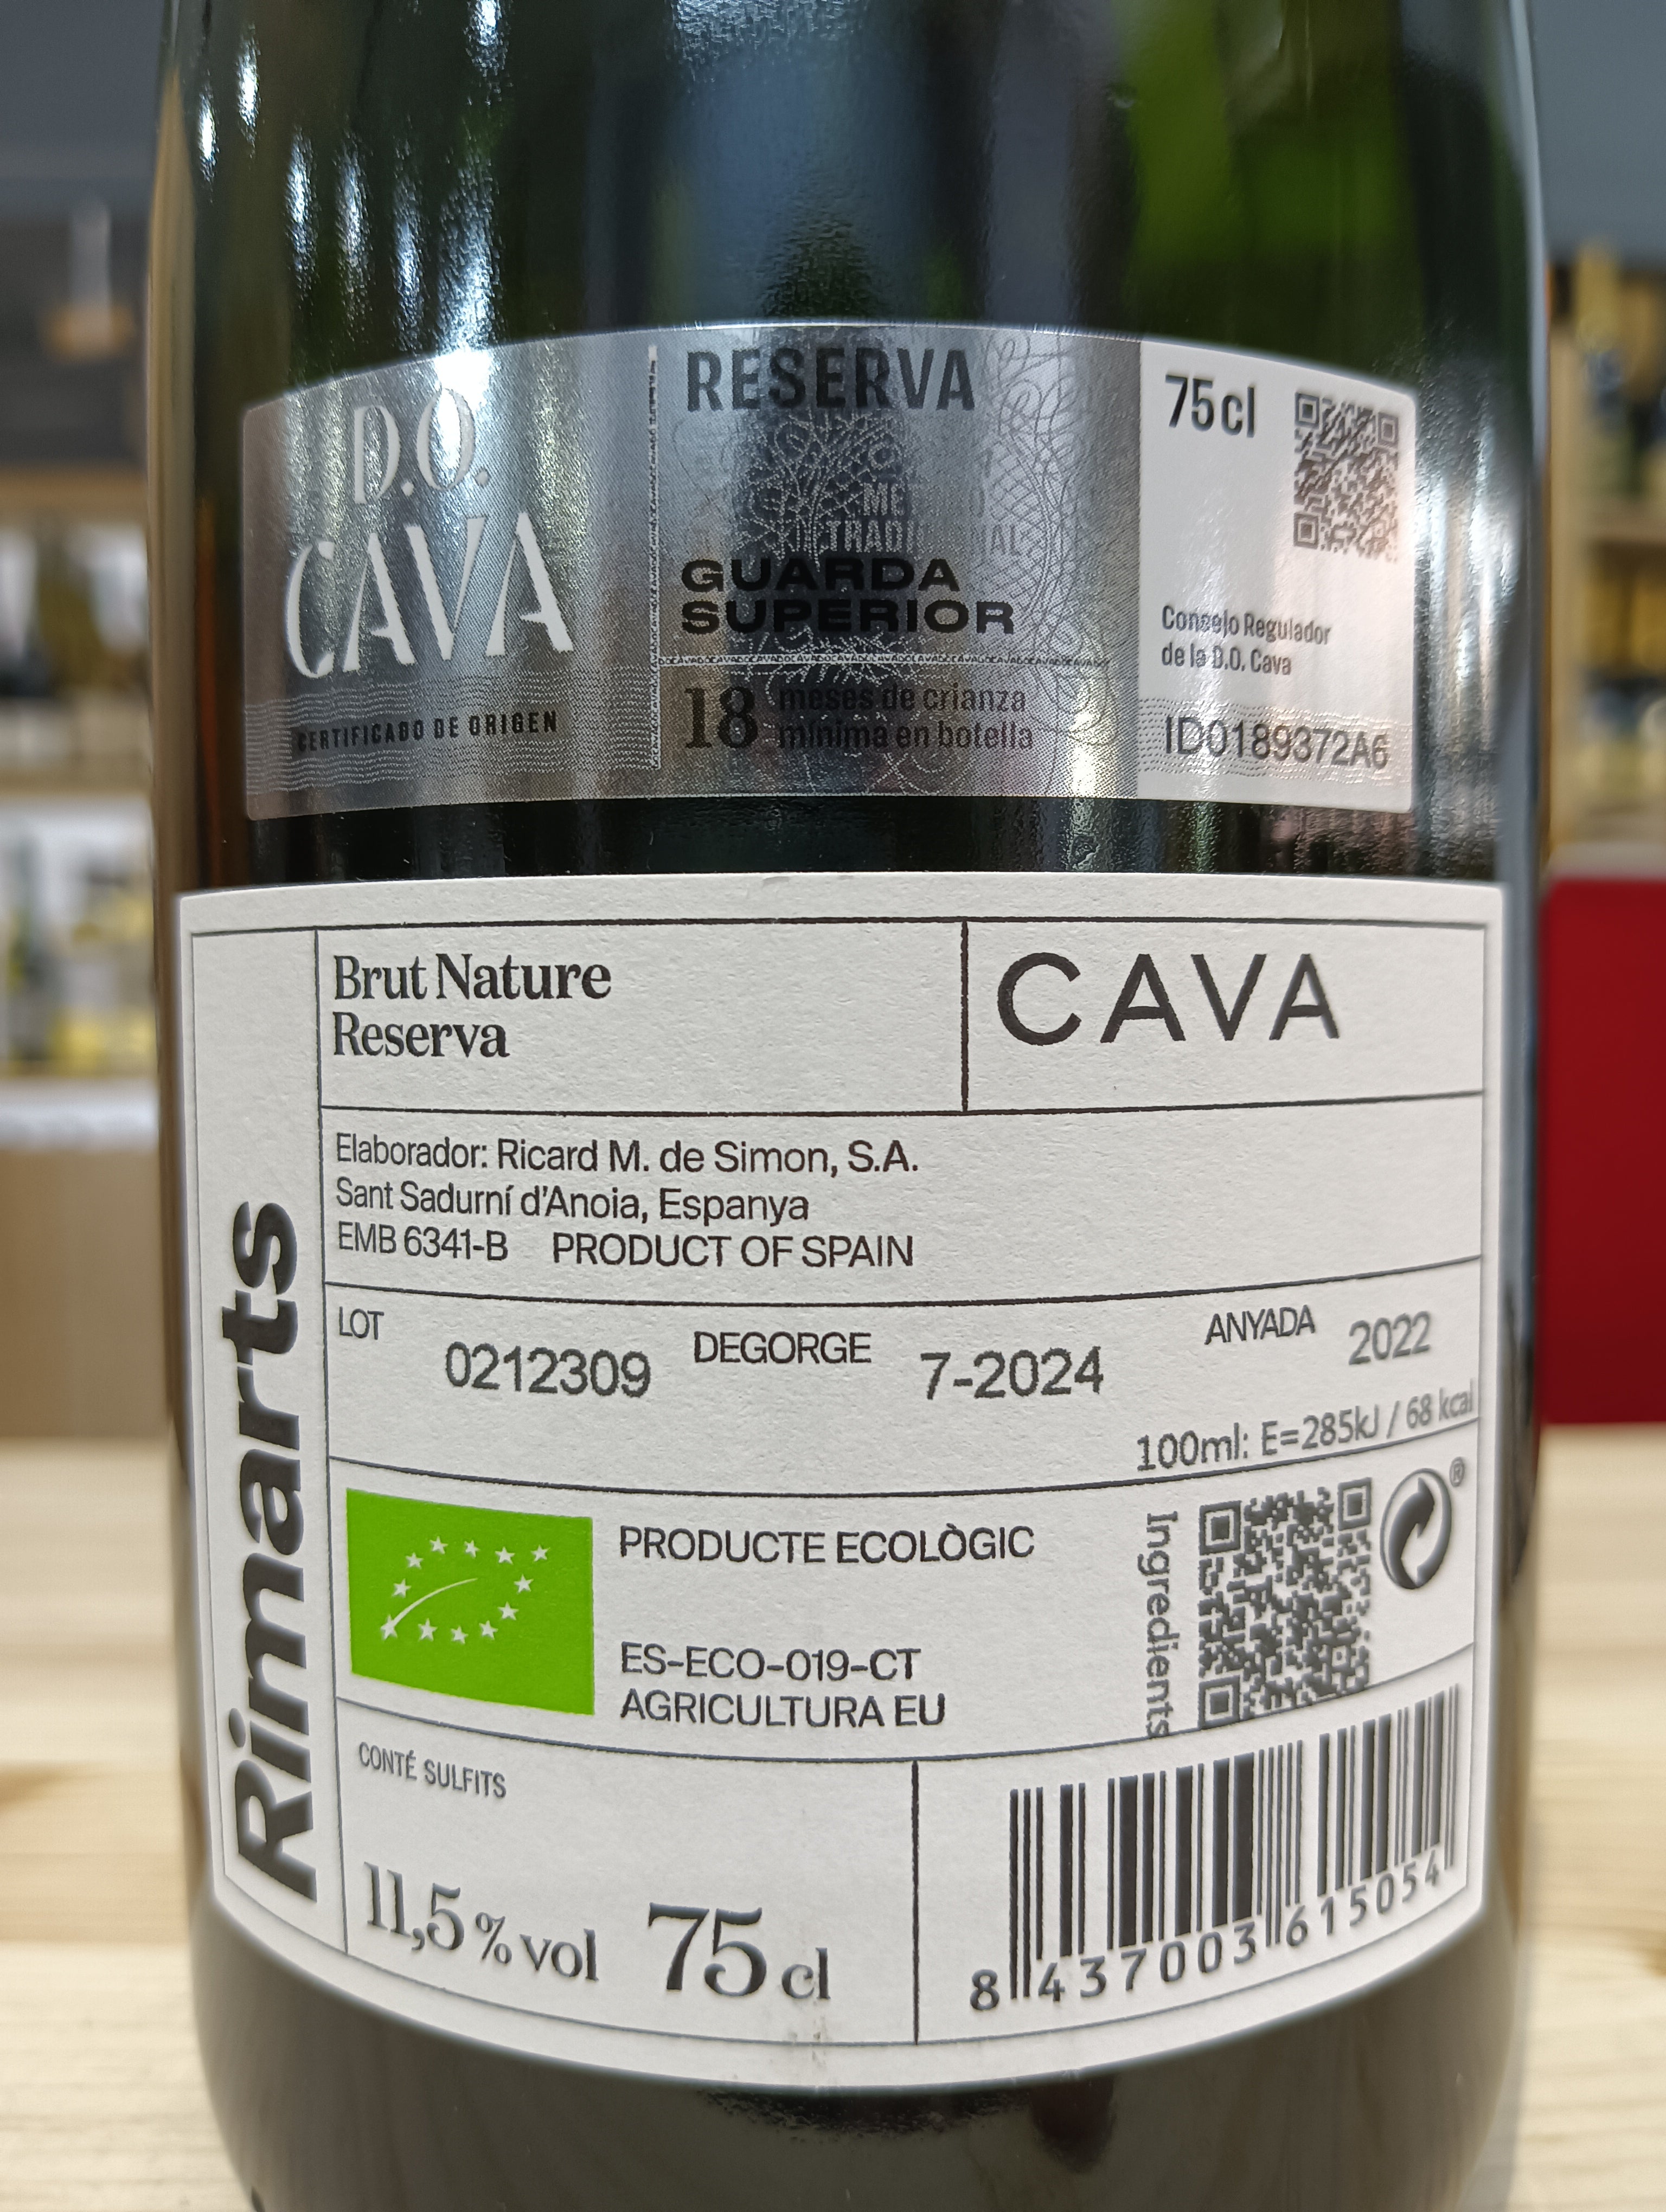 D.O.
CAVA
CERTIFICADO DE ORIGEN
RESERVA
GUARDA
SUPERIOR
18 meses de crianza
mínima en botella
75 cl
Consejo Regulador
de la D.O. Cava
ID0189372A6
Rimarts
Brut Nature
Reserva
CAVA
Elaborador: Ricard M. de Simon, S.A.
Sant Sadurní d'Anoia, Espanya
EMB 6341-B PRODUCT OF SPAIN
LOT 0212309 DEGORGE 7-2024 ANYADA 2022
100ml: E=285kJ / 68 kcal
PRODUCTE ECOLÒGIC
ES-ECO-019-CT
AGRICULTURA EU
Ingredients
®
CONTÉ SULFITS
11,5 % vol 75 cl
8 437003 615054